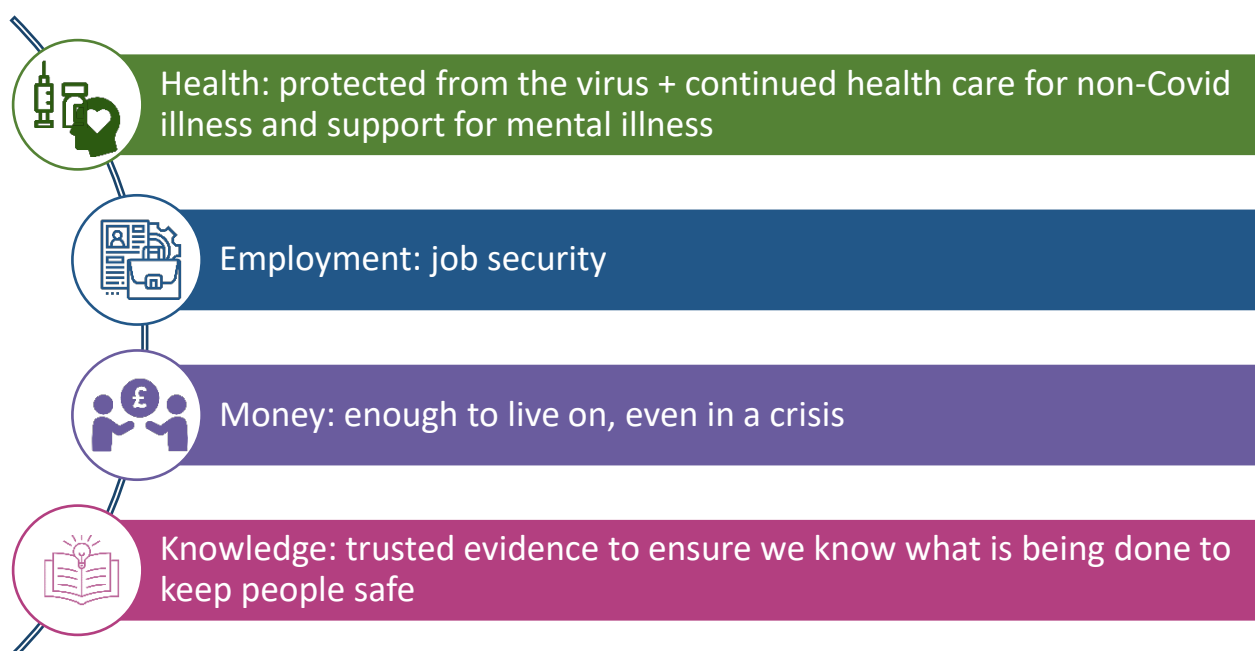 Health: protected from the virus + continued health care for non-Covid
illness and support for mental illness
Employment: job security
£
Money: enough to live on, even in a crisis
Knowledge: trusted evidence to ensure we know what is being done to
keep people safe